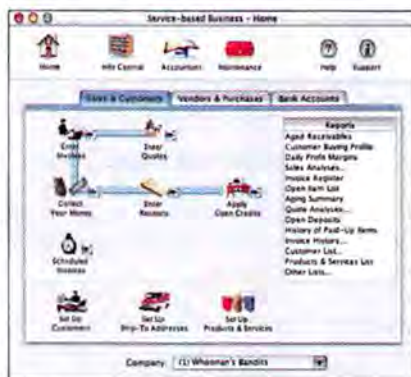 Service-based Business - Home
Home
Info Central
Accountant
Maintenance
Help
Support
Sales & Customers
Vendors & Purchases
Bank Accounts
Enter Invoices
Enter Quotes
Collect Your Money
Enter Receipts
Apply Open Credits
Scheduled Invoices
Set Up Customers
Set Up Ship-To Addresses
Set Up Products & Services
Reports
Aged Receivables
Customer Buying Profile
Daily Profit Margins
Sales Analyses...
Invoice Register
Open Item List
Aging Summary
Quote Analyses...
Open Deposits
History of Paid-Up Items
Invoice History...
Customer List...
Products & Services List
Other Lists...
Company: (1) Whooman's Bandits